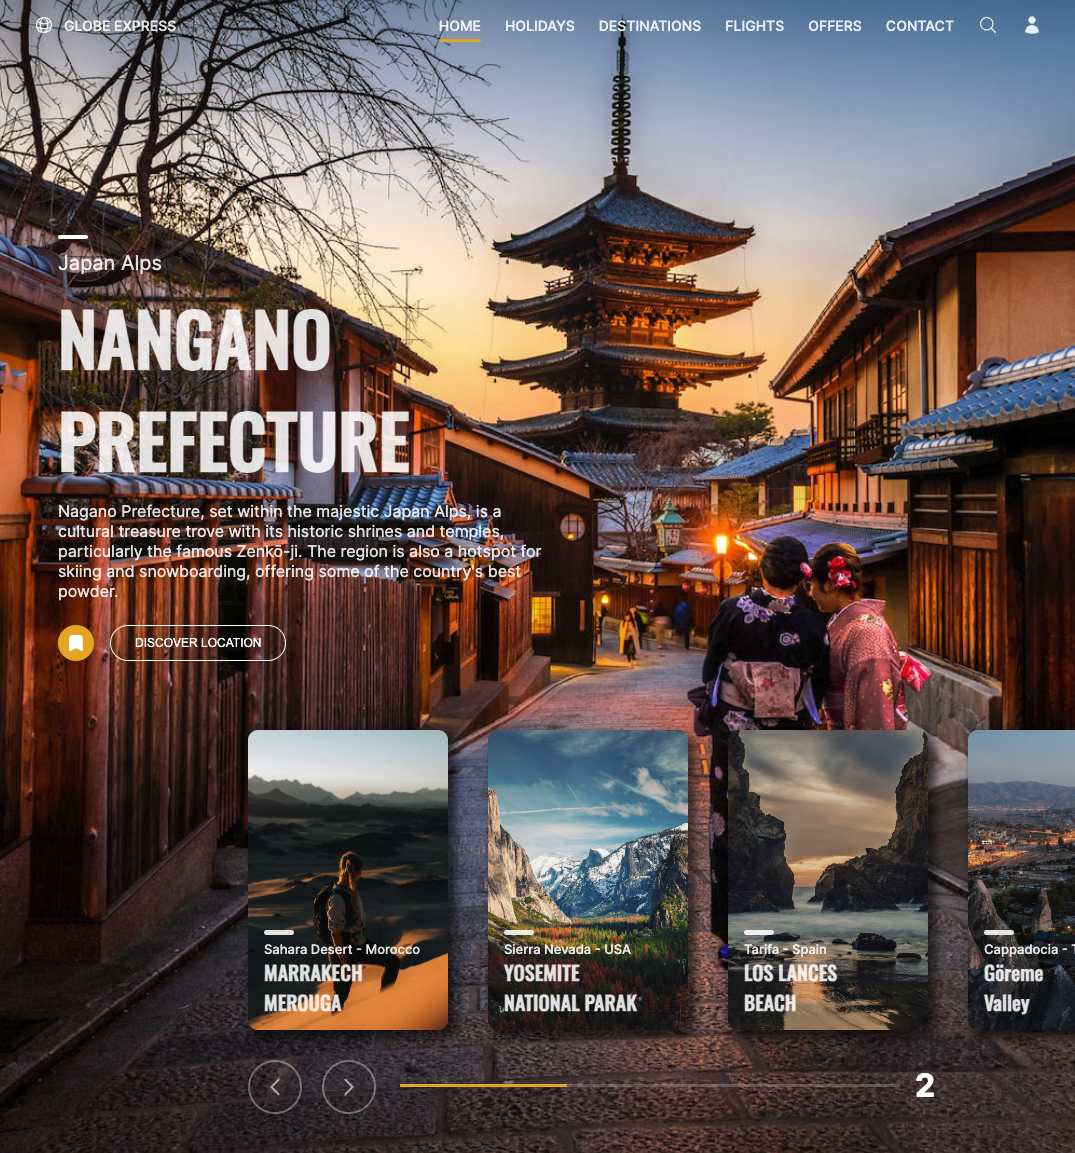 GLOBE EXPRESS
HOME HOLIDAYS DESTINATIONS FLIGHTS OFFERS CONTACT
Japan Alps
NANGANO
PREFECTURE
Nagano Prefecture, set within the majestic Japan Alps, is a
cultural treasure trove with its historic shrines and temples,
particularly the famous Zenkō-ji. The region is also a hotspot for
skiing and snowboarding, offering some of the country's best
powder.
DISCOVER LOCATION
Sahara Desert - Morocco
MARRAKECH
MEROUGA
Sierra Nevada - USA
YOSEMITE
NATIONAL PARAK
Tarifa - Spain
LOS LANCES
BEACH
Cappadocia - T
Göreme
Valley
2